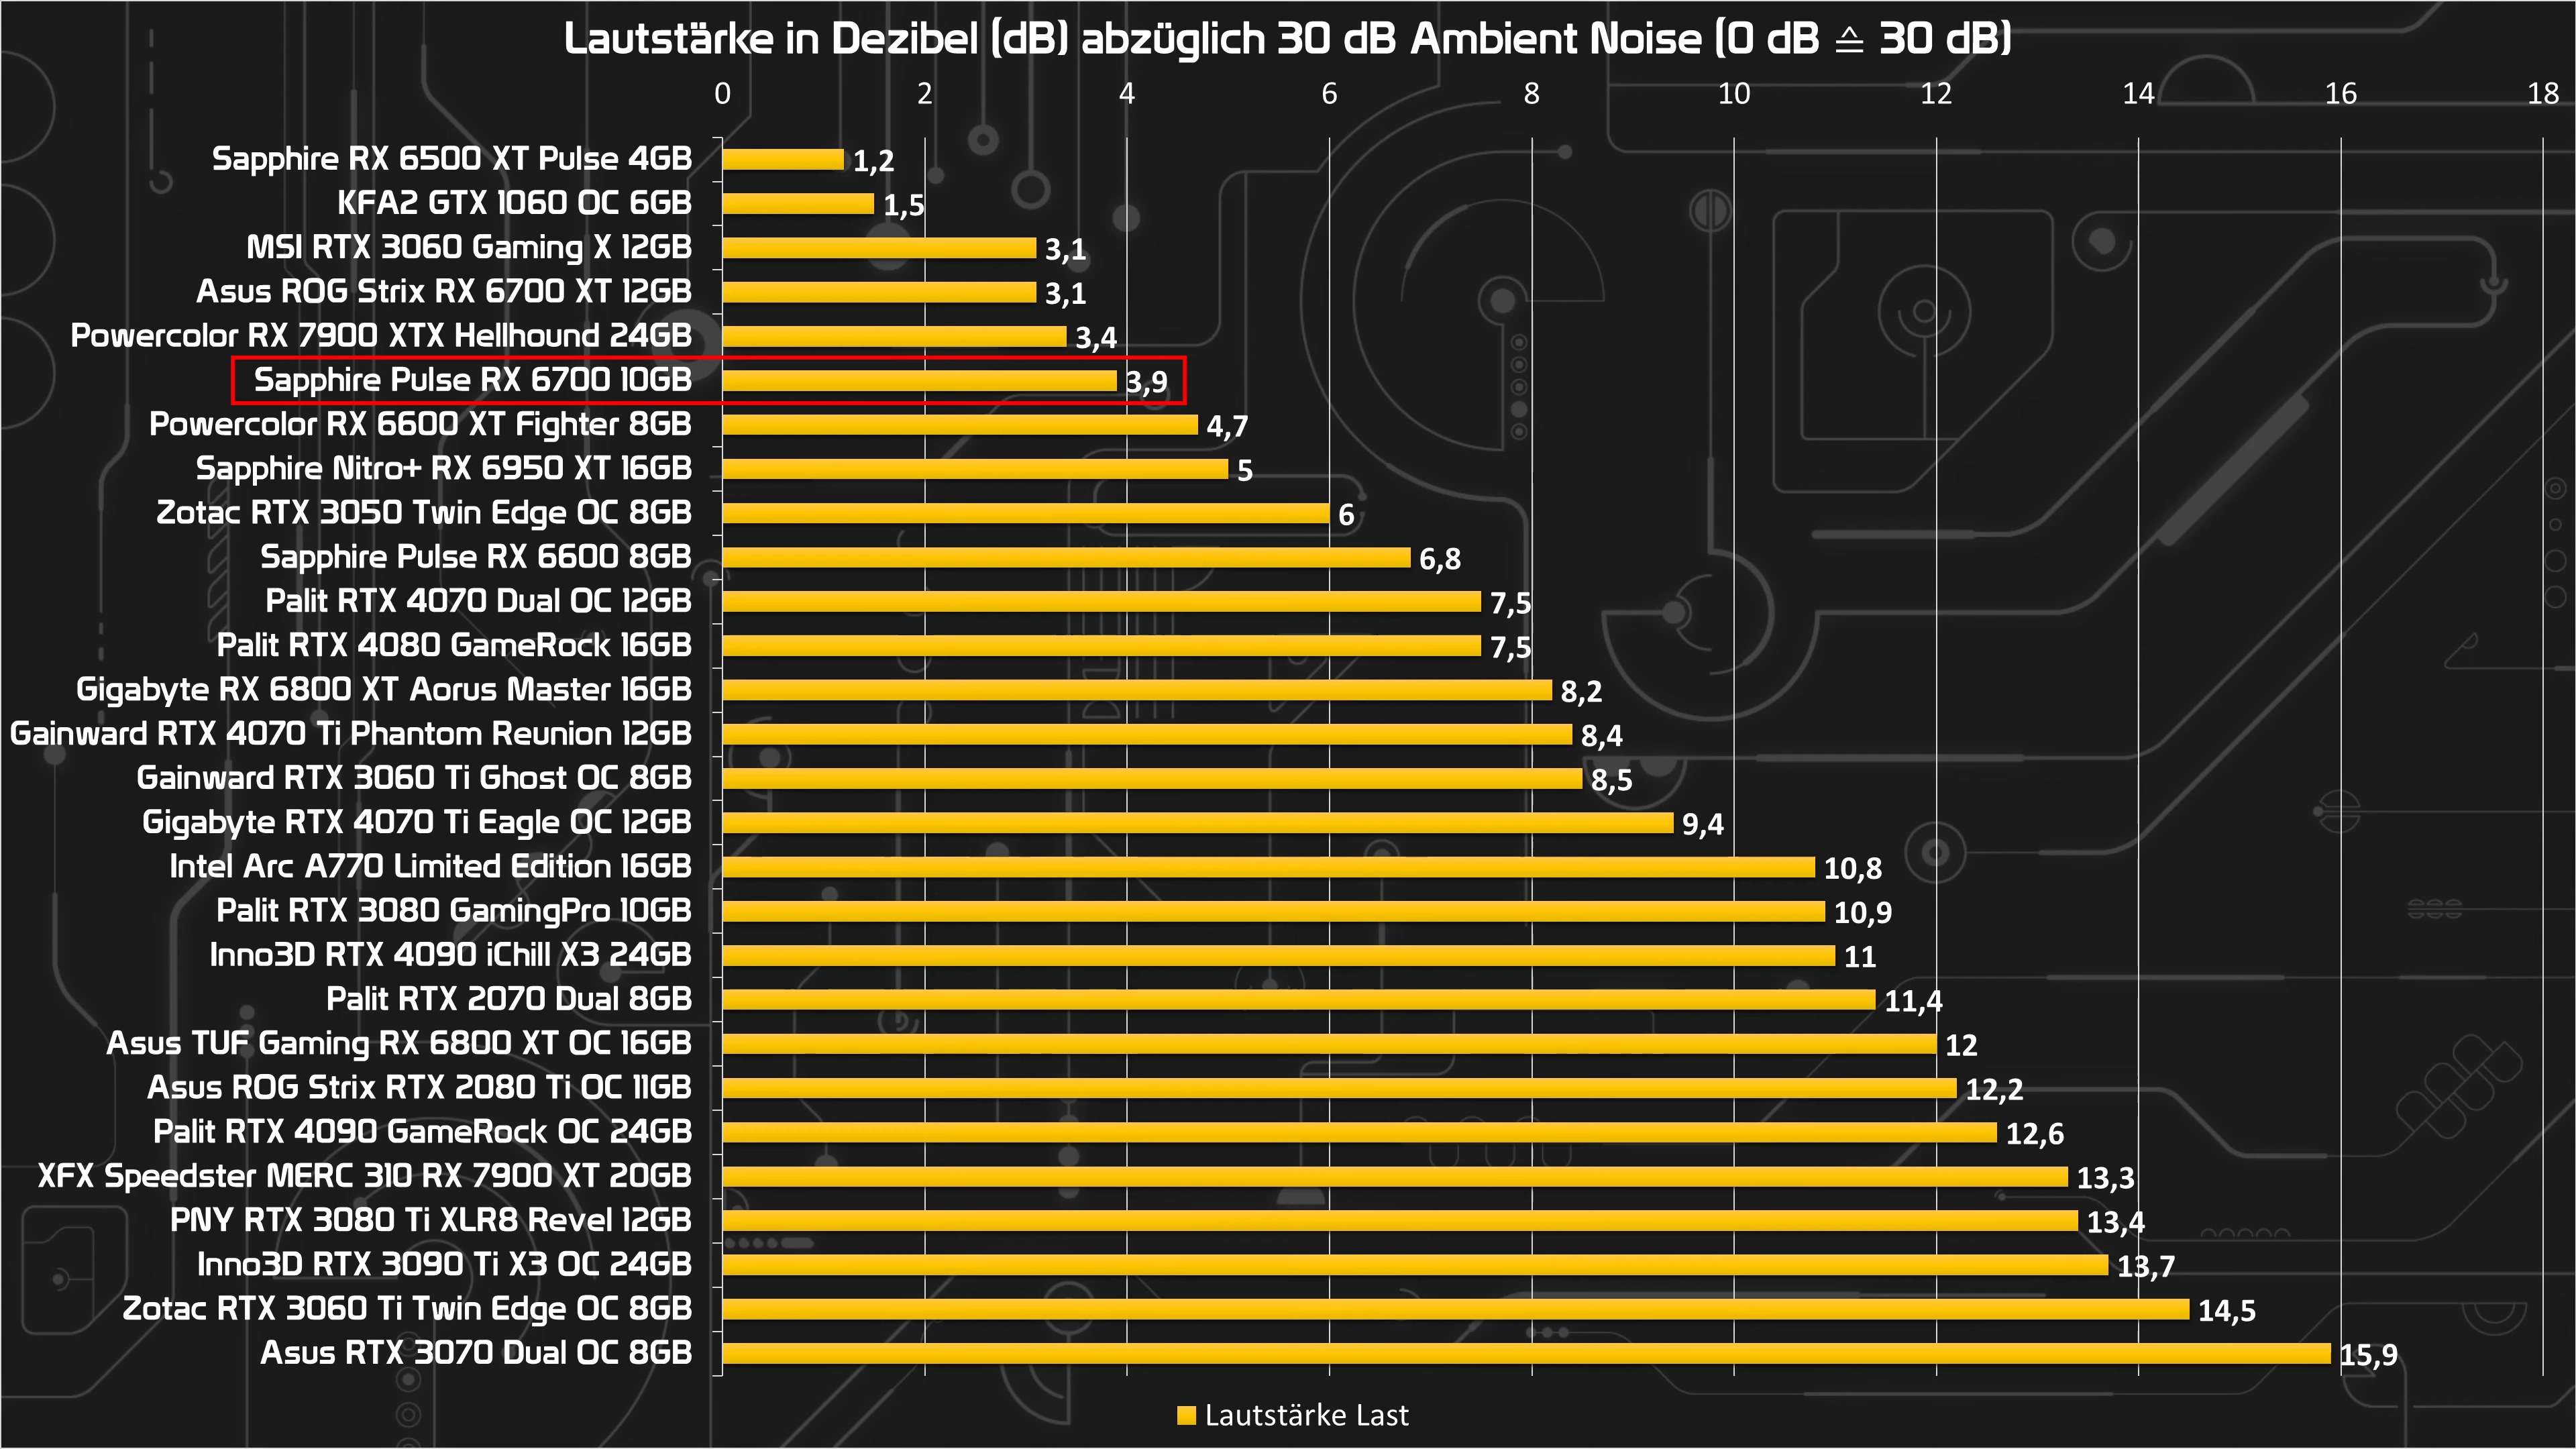 Lautstärke in Dezibel (dB) abzüglich 30 dB Ambient Noise (0 dB ≙ 30 dB)
0 2 4 6 8 10 12 14 16 18
Sapphire RX 6500 XT Pulse 4GB 1,2
KFA2 GTX 1060 OC 6GB 1,5
MSI RTX 3060 Gaming X 12GB 3,1
Asus ROG Strix RX 6700 XT 12GB 3,1
Powercolor RX 7900 XTX Hellhound 24GB 3,4
Sapphire Pulse RX 6700 10GB 3,9
Powercolor RX 6600 XT Fighter 8GB 4,7
Sapphire Nitro+ RX 6950 XT 16GB 5
Zotac RTX 3050 Twin Edge OC 8GB 6
Sapphire Pulse RX 6600 8GB 6,8
Palit RTX 4070 Dual OC 12GB 7,5
Palit RTX 4080 GameRock 16GB 7,5
Gigabyte RX 6800 XT Aorus Master 16GB 8,2
Gainward RTX 4070 Ti Phantom Reunion 12GB 8,4
Gainward RTX 3060 Ti Ghost OC 8GB 8,5
Gigabyte RTX 4070 Ti Eagle OC 12GB 9,4
Intel Arc A770 Limited Edition 16GB 10,8
Palit RTX 3080 GamingPro 10GB 10,9
Inno3D RTX 4090 iChill X3 24GB 11
Palit RTX 2070 Dual 8GB 11,4
Asus TUF Gaming RX 6800 XT OC 16GB 12
Asus ROG Strix RTX 2080 Ti OC 11GB 12,2
Palit RTX 4090 GameRock OC 24GB 12,6
XFX Speedster MERC 310 RX 7900 XT 20GB 13,3
PNY RTX 3080 Ti XLR8 Revel 12GB 13,4
Inno3D RTX 3090 Ti X3 OC 24GB 13,7
Zotac RTX 3060 Ti Twin Edge OC 8GB 14,5
Asus RTX 3070 Dual OC 8GB 15,9
Lautstärke Last